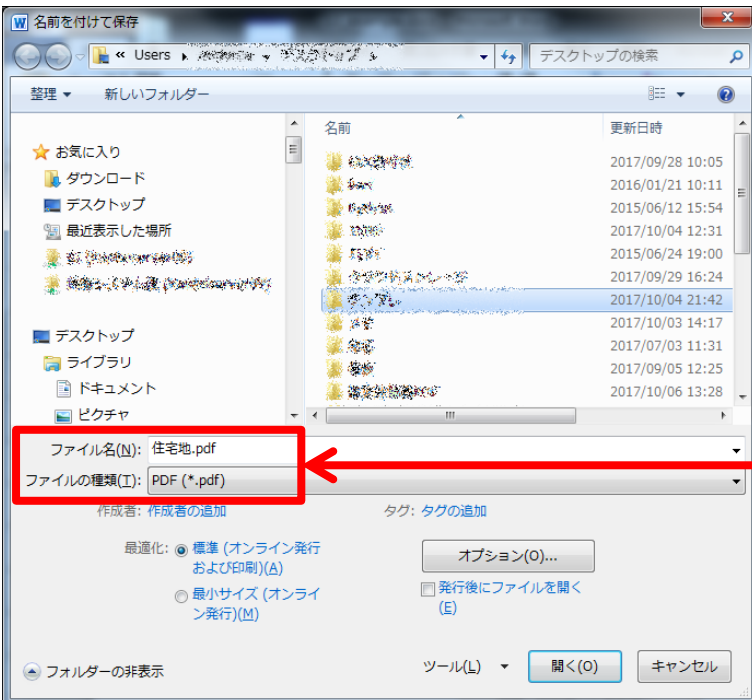 名前を付けて保存
« Users
デスクトップの検索
整理 新しいフォルダー
名前 更新日時
お気に入り
ダウンロード
デスクトップ
最近表示した場所
デスクトップ
ライブラリ
ドキュメント
ピクチャ
2017/09/28 10:05
2016/01/21 10:11
2015/06/12 15:54
2017/10/04 12:31
2015/06/24 19:00
2017/09/29 16:24
2017/10/04 21:42
2017/10/03 14:17
2017/07/03 11:31
2017/09/05 12:25
2017/10/06 13:28
ファイル名(N): 住宅地.pdf
ファイルの種類(T): PDF (*.pdf)
作成者: 作成者の追加 タグ: タグの追加
最適化: 標準 (オンライン発行
および印刷)(A)
最小サイズ (オンライ
ン発行)(M)
オプション(O)...
発行後にファイルを開く
(E)
フォルダーの非表示 ツール(L) 開く(O) キャンセル